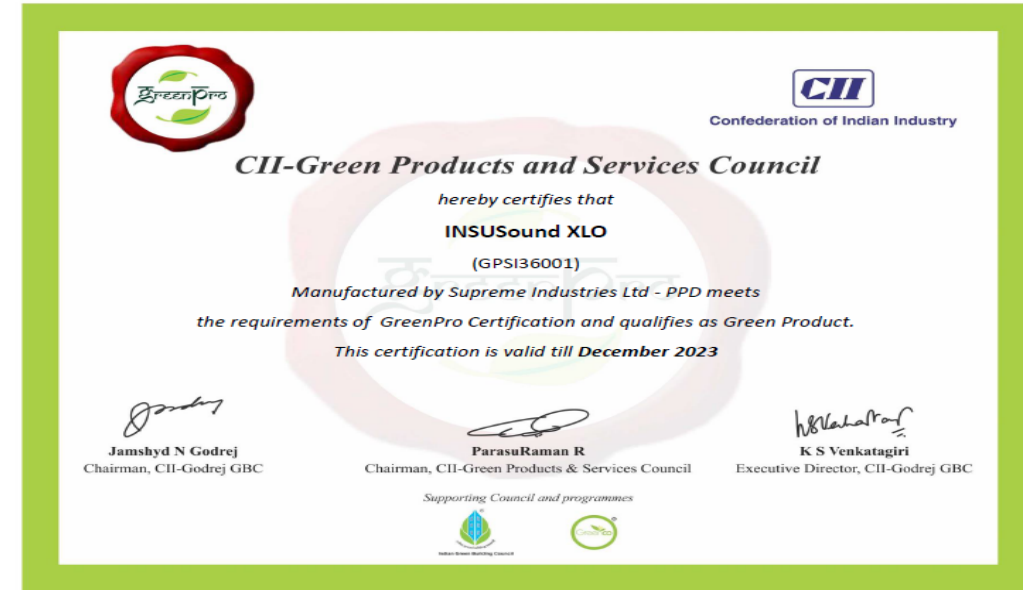 GreenPro
CII
Confederation of Indian Industry
CII-Green Products and Services Council
hereby certifies that
INSUSound XLO
(GPSI36001)
GreenPro
Manufactured by Supreme Industries Ltd - PPD meets
the requirements of GreenPro Certification and qualifies as Green Product.
This certification is valid till December 2023
Jamshyd N Godrej
Chairman, CII-Godrej GBC
ParasuRaman R
Chairman, CII-Green Products & Services Council
K S Venkatagiri
Executive Director, CII-Godrej GBC
Supporting Council and programmes
Indian Green Building Council
GreenCo